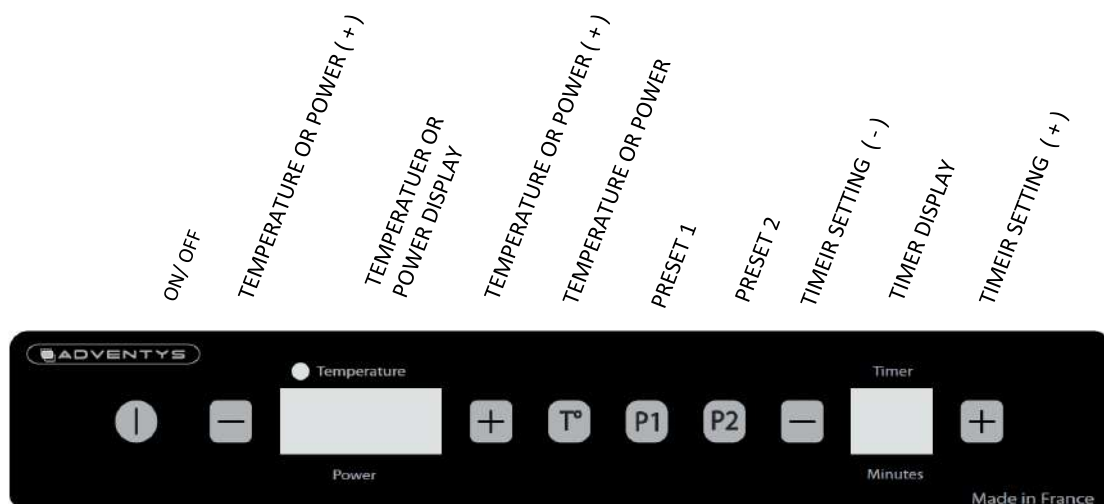 ON/ OFF
TEMPERATURE OR POWER ( + )
TEMPERATUER OR
POWER DISPLAY
TEMPERATURE OR POWER ( + )
TEMPERATURE OR POWER
PRESET 1
PRESET 2
TIMEIR SETTING ( - )
TIMER DISPLAY
TIMEIR SETTING ( + )
ADVENTYS
Temperature
Timer
T° P1 P2
Power
Minutes
Made in France